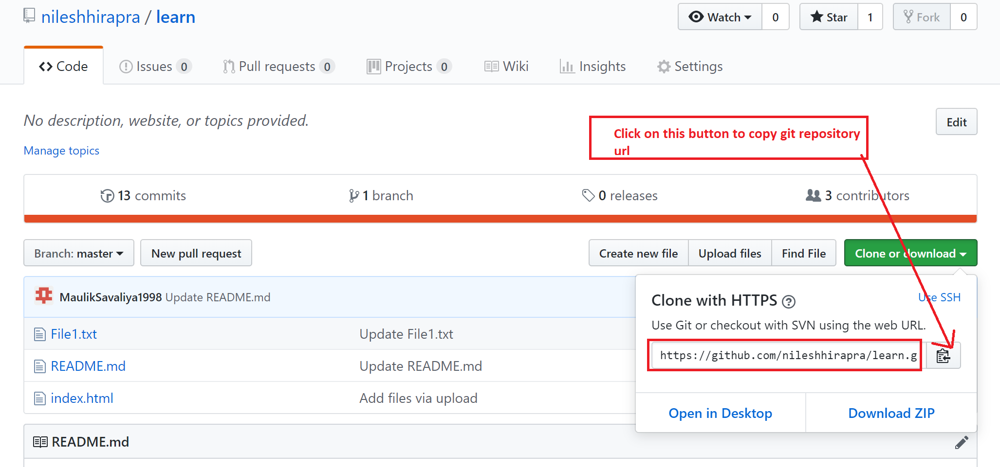 nileshhirapra / learn
Watch 0 Star 1 Fork 0
Code Issues 0 Pull requests 0 Projects 0 Wiki Insights Settings
No description, website, or topics provided.
Edit
Click on this button to copy git repository
url
Manage topics
13 commits 1 branch 0 releases 3 contributors
Branch: master New pull request Create new file Upload files Find File Clone or download
MaulikSavaliya1998 Update README.md
Clone with HTTPS ? Use SSH
Use Git or checkout with SVN using the web URL.
https://github.com/nileshhirapra/learn.g
Open in Desktop Download ZIP
File1.txt Update File1.txt
README.md Update README.md
index.html Add files via upload
README.md